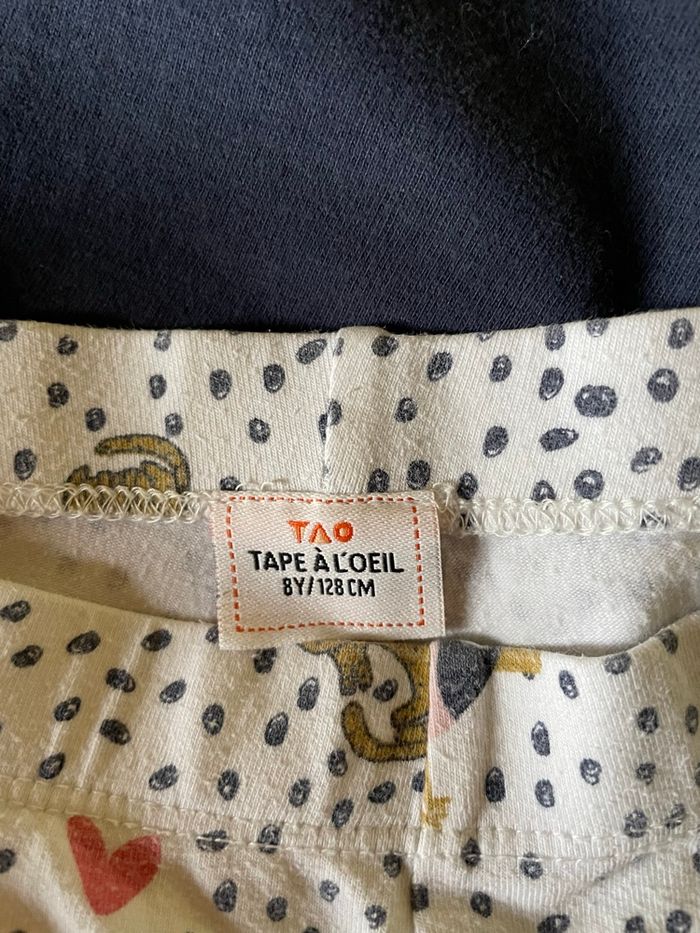 TAO
TAPE À L'OEIL
8Y/128 CM